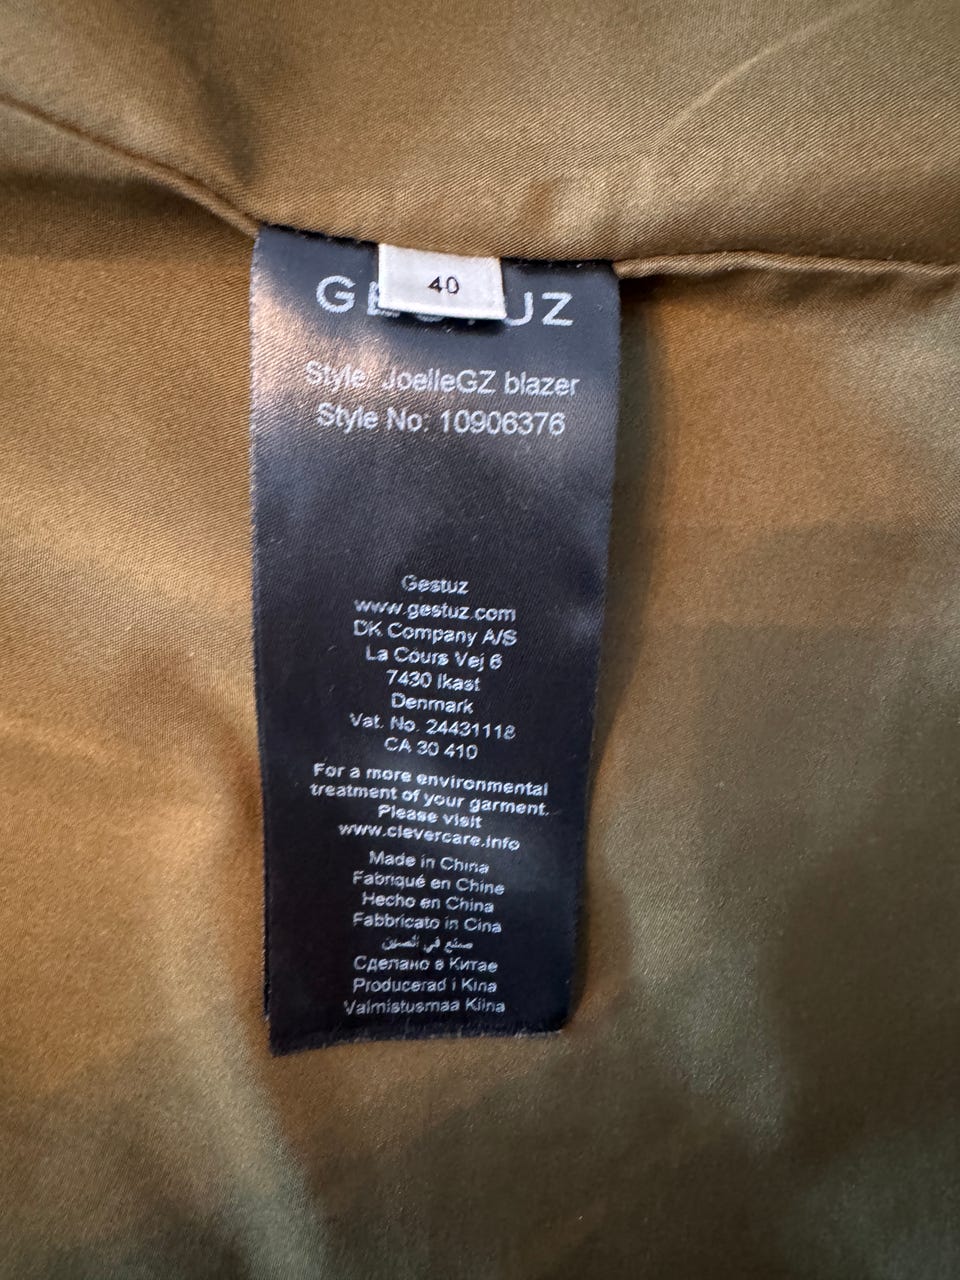 40
GESTUZ
Style: JoelleGZ blazer
Style No: 10906376
Gestuz
www.gestuz.com
DK Company A/S
La Cours Vej 6
7430 Ikast
Denmark
Vat. No. 24431118
CA 30 410
For a more environmental
treatment of your garment.
Please visit
www.clevercare.info
Made in China
Fabriqué en Chine
Hecho en China
Fabbricato in Cina
صنع في الصين
Сделано в Китае
Producerad i Kina
Valmistusmaa Kiina